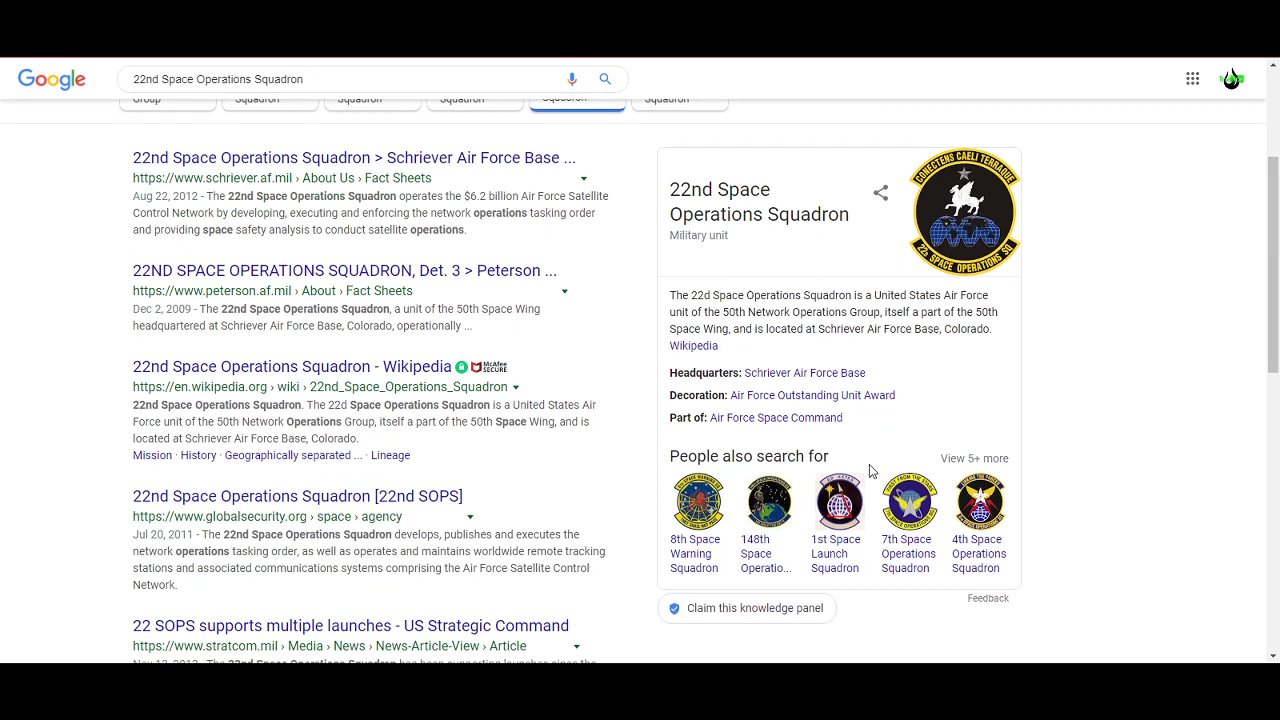 Google
22nd Space Operations Squadron
Group Squadron Squadron Squadron Squadron Squadron
22nd Space Operations Squadron > Schriever Air Force Base ...
https://www.schriever.af.mil › About Us › Fact Sheets
Aug 22, 2012 - The 22nd Space Operations Squadron operates the $6.2 billion Air Force Satellite
Control Network by developing, executing and enforcing the network operations tasking order
and providing space safety analysis to conduct satellite operations.
22ND SPACE OPERATIONS SQUADRON, Det. 3 > Peterson ...
https://www.peterson.af.mil › About › Fact Sheets
Dec 2, 2009 - The 22nd Space Operations Squadron, a unit of the 50th Space Wing
headquartered at Schriever Air Force Base, Colorado, operationally ...
22nd Space Operations Squadron - Wikipedia McAfee SECURE
https://en.wikipedia.org › wiki › 22nd_Space_Operations_Squadron
22nd Space Operations Squadron. The 22d Space Operations Squadron is a United States Air
Force unit of the 50th Network Operations Group, itself a part of the 50th Space Wing, and is
located at Schriever Air Force Base, Colorado.
Mission · History · Geographically separated ... · Lineage
22nd Space Operations Squadron [22nd SOPS]
https://www.globalsecurity.org › space › agency
Jul 20, 2011 - The 22nd Space Operations Squadron develops, publishes and executes the
network operations tasking order, as well as operates and maintains worldwide remote tracking
stations and associated communications systems comprising the Air Force Satellite Control
Network.
22 SOPS supports multiple launches - US Strategic Command
https://www.stratcom.mil › Media › News › News-Article-View › Article
22nd Space
Operations Squadron
Military unit
CONECTENS CAELI TERRAQUE
22d SPACE OPERATIONS SQ
The 22d Space Operations Squadron is a United States Air Force
unit of the 50th Network Operations Group, itself a part of the 50th
Space Wing, and is located at Schriever Air Force Base, Colorado.
Wikipedia
Headquarters: Schriever Air Force Base
Decoration: Air Force Outstanding Unit Award
Part of: Air Force Space Command
People also search for
View 5+ more
8th Space
Warning
Squadron
148th
Space
Operatio...
1st Space
Launch
Squadron
7th Space
Operations
Squadron
4th Space
Operations
Squadron
Claim this knowledge panel
Feedback